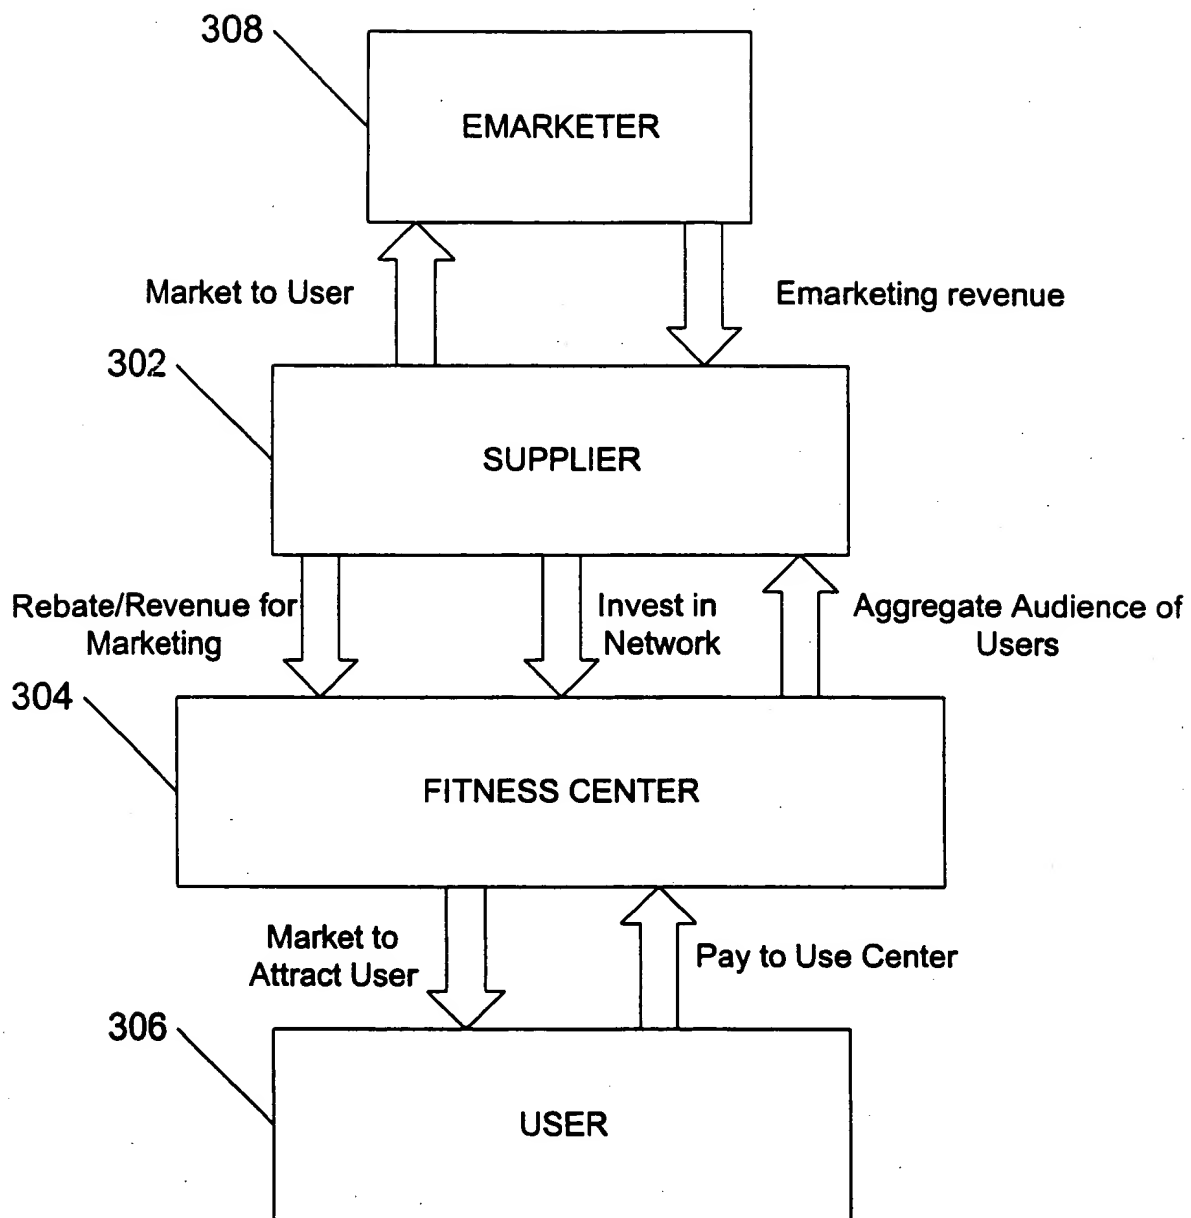 308
EMARKETER
Market to User
Emarketing revenue
302
SUPPLIER
Rebate/Revenue for
Marketing
Invest in
Network
Aggregate Audience of
Users
304
FITNESS CENTER
Market to
Attract User
Pay to Use Center
306
USER